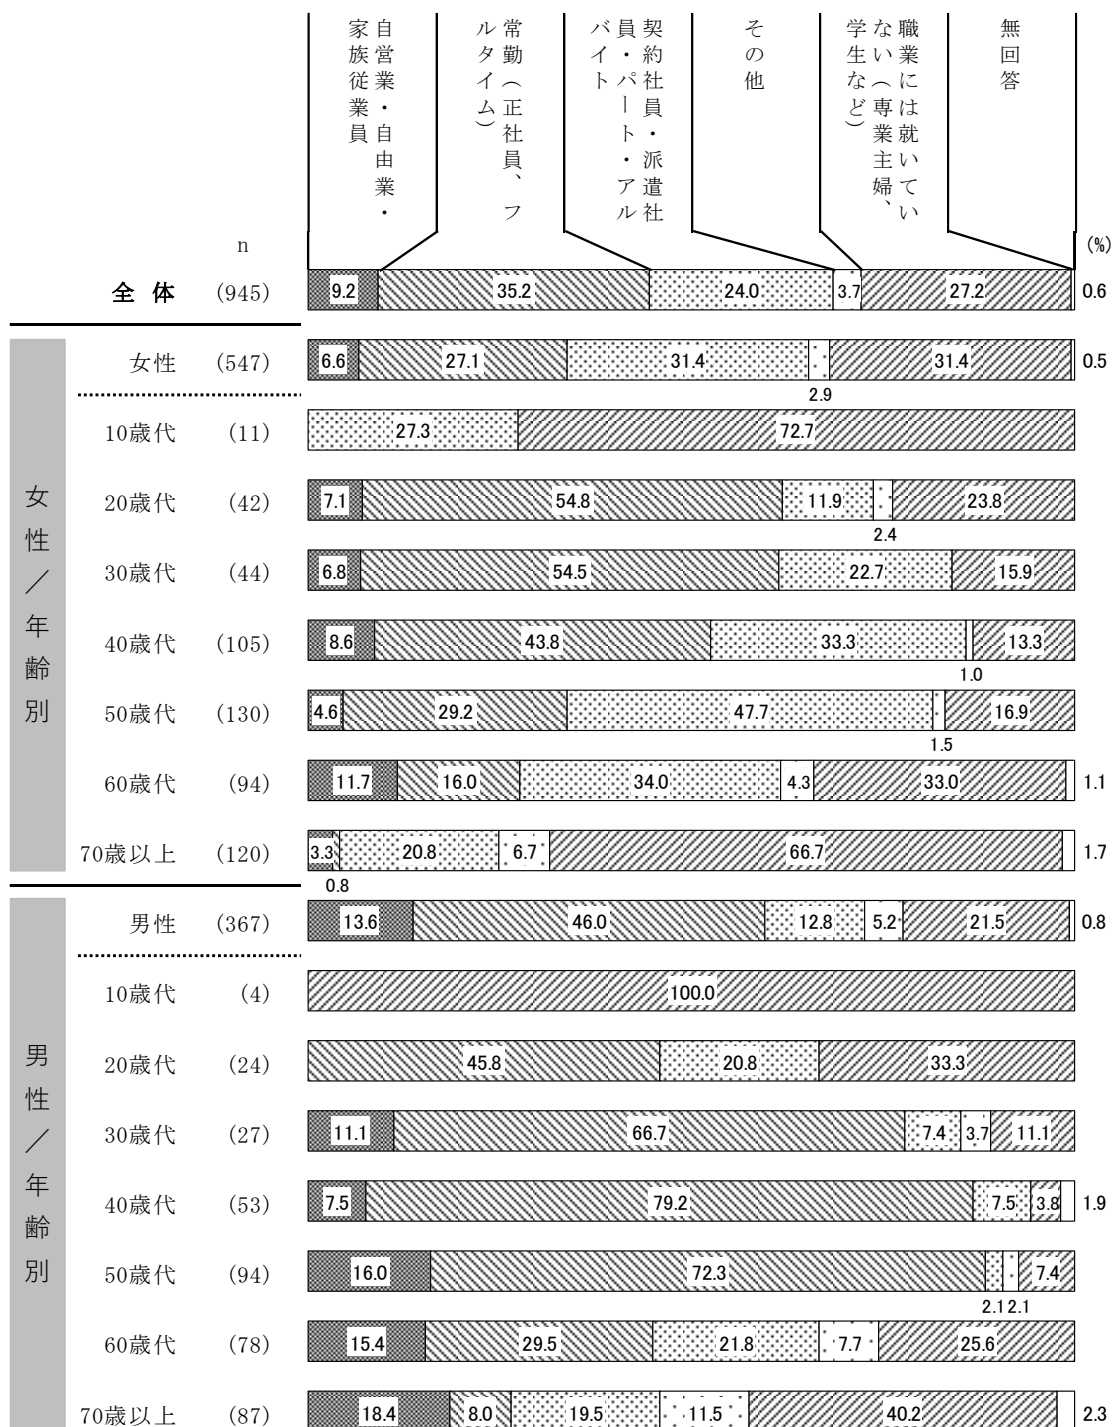 自営業・自由業・
家族従業員
常勤（正社員、フ
ルタイム）
契約社員・派遣社
員・パート・アル
バイト
その他
職業には就いてい
ない（専業主婦、
学生など）
無回答
n
(%)
全 体 (945) 9.2 35.2 24.0 3.7 27.2 0.6
女性／年齢別
女性 (547) 6.6 27.1 31.4 2.9 31.4 0.5
10歳代 (11) 27.3 72.7
20歳代 (42) 7.1 54.8 11.9 2.4 23.8
30歳代 (44) 6.8 54.5 22.7 15.9
40歳代 (105) 8.6 43.8 33.3 1.0 13.3
50歳代 (130) 4.6 29.2 47.7 1.5 16.9
60歳代 (94) 11.7 16.0 34.0 4.3 33.0 1.1
70歳以上 (120) 3.3 0.8 20.8 6.7 66.7 1.7
男性／年齢別
男性 (367) 13.6 46.0 12.8 5.2 21.5 0.8
10歳代 (4) 100.0
20歳代 (24) 45.8 20.8 33.3
30歳代 (27) 11.1 66.7 7.4 3.7 11.1
40歳代 (53) 7.5 79.2 7.5 3.8 1.9
50歳代 (94) 16.0 72.3 2.1 2.1 7.4
60歳代 (78) 15.4 29.5 21.8 7.7 25.6
70歳以上 (87) 18.4 8.0 19.5 11.5 40.2 2.3